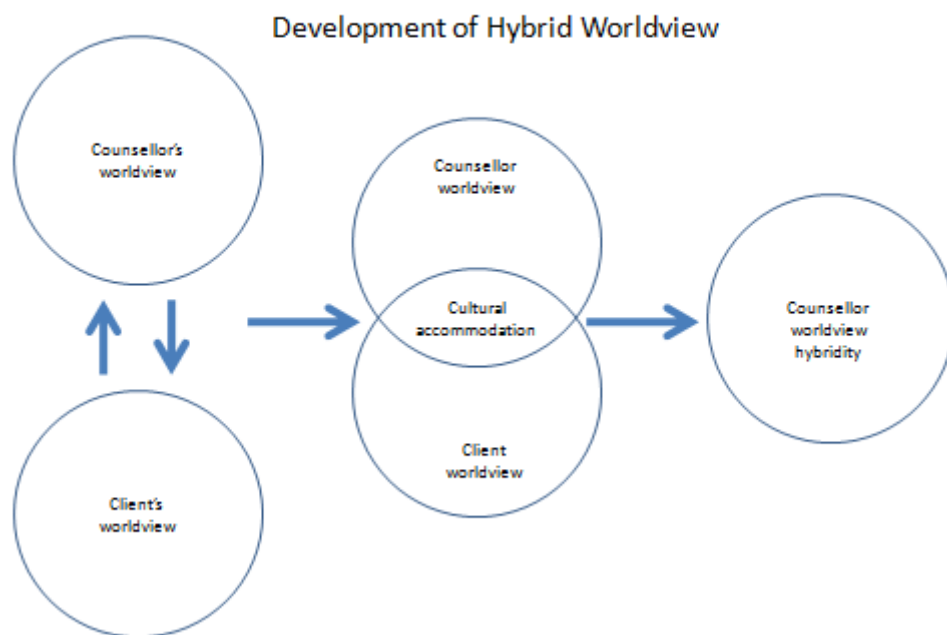 Development of Hybrid Worldview
Counsellor's
worldview
Client's
worldview
Counsellor
worldview
Cultural
accommodation
Client
worldview
Counsellor
worldview
hybridity